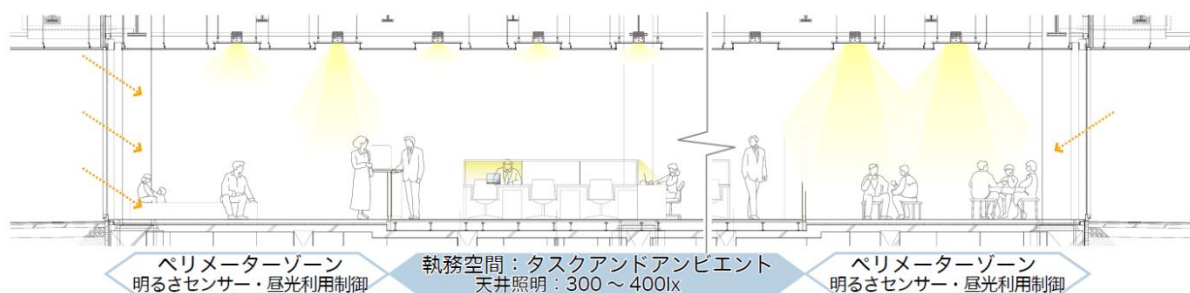 ペリメーターゾーン
明るさセンサー・昼光利用制御
執務空間：タスクアンドアンビエント
天井照明：300 ～ 400lx
ペリメーターゾーン
明るさセンサー・昼光利用制御